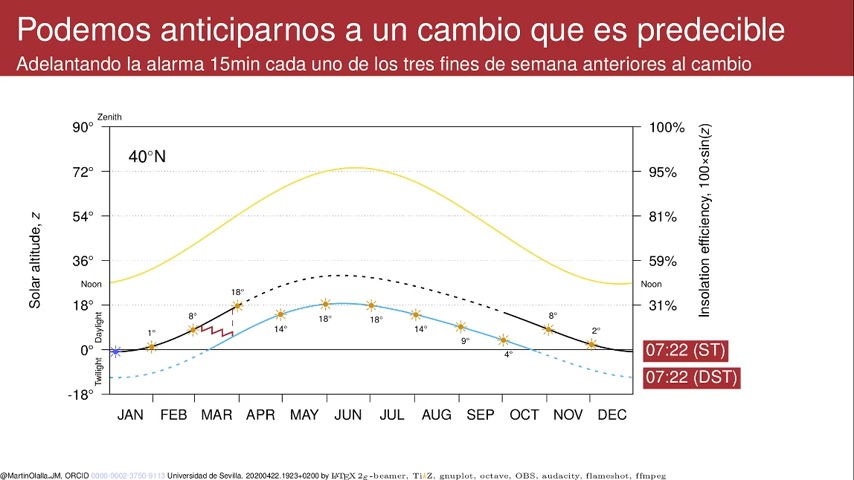 Podemos anticiparnos a un cambio que es predecible
Adelantando la alarma 15min cada uno de los tres fines de semana anteriores al cambio
Zenith
90°
100%
40°N
72°
95%
54°
81%
36°
59%
Noon
Noon
18°
31%
0°
-18°
Solar altitude, z
Daylight
Twilight
Insolation efficiency, 100×sin(z)
1°
8°
18°
14°
18°
18°
14°
9°
4°
8°
2°
07:22 (ST)
07:22 (DST)
JAN FEB MAR APR MAY JUN JUL AUG SEP OCT NOV DEC
@MartinOlalla_JM, ORCID 0000-0002-3750-9113 Universidad de Sevilla. 20200422.1923+0200 by LATEX 2ε-beamer, TikZ, gnuplot, octave, OBS, audacity, flameshot, ffmpeg